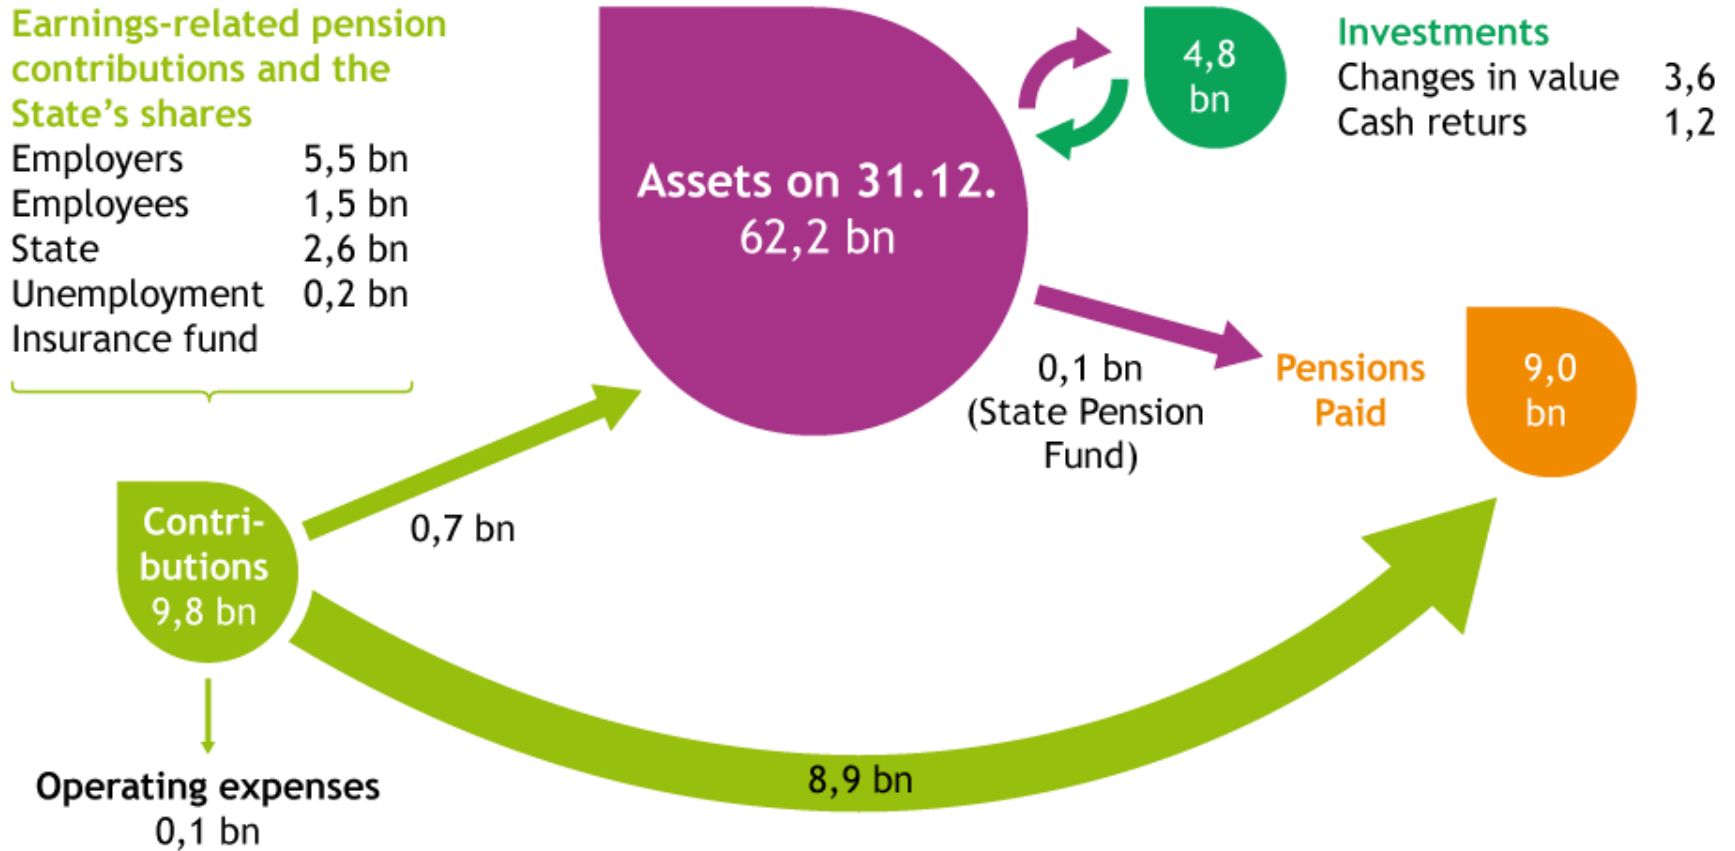 Earnings-related pension
contributions and the
State's shares
Employers 5,5 bn
Employees 1,5 bn
State 2,6 bn
Unemployment 0,2 bn
Insurance fund
Assets on 31.12.
62,2 bn
4,8
bn
Investments
Changes in value 3,6
Cash returs 1,2
0,1 bn
(State Pension
Fund)
Pensions
Paid
9,0
bn
Contri-
butions
9,8 bn
0,7 bn
8,9 bn
Operating expenses
0,1 bn